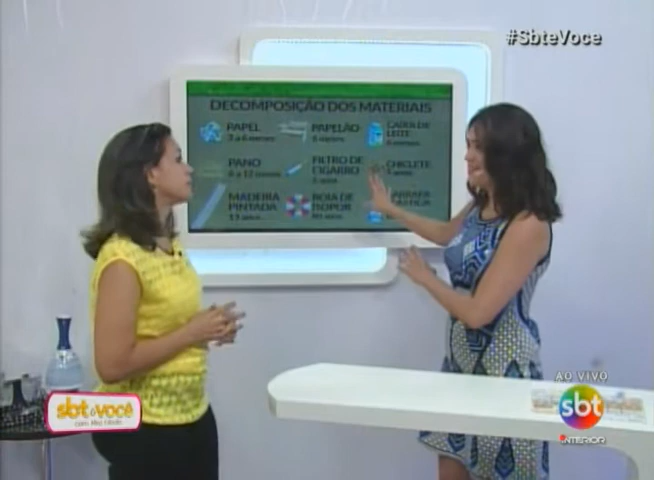 #SbteVoce
DECOMPOSIÇÃO DOS MATERIAIS
PAPEL
3 a 6 meses
PAPELÃO
6 meses
CAIXA DE
LEITE
PANO
6 a 12 meses
FILTRO DE
CIGARRO
5 anos
CHICLETE
5 anos
MADEIRA
PINTADA
13 anos
BOIA DE
ISOPOR
80 anos
AO VIVO
sbt
INTERIOR
sbt e você